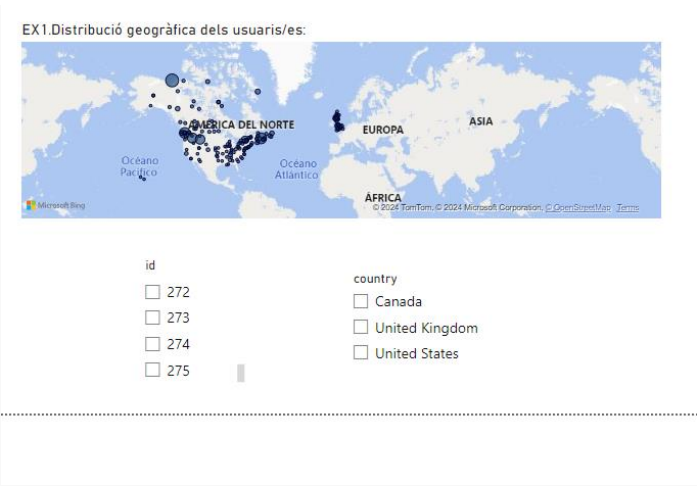 EX1.Distribució geogràfica dels usuaris/es:
AMÉRICA DEL NORTE
EUROPA
ASIA
Océano
Pacífico
Océano
Atlántico
ÁFRICA
Microsoft Bing
© 2024 TomTom, © 2024 Microsoft Corporation, © OpenStreetMap Terms
id
272
273
274
275
country
Canada
United Kingdom
United States